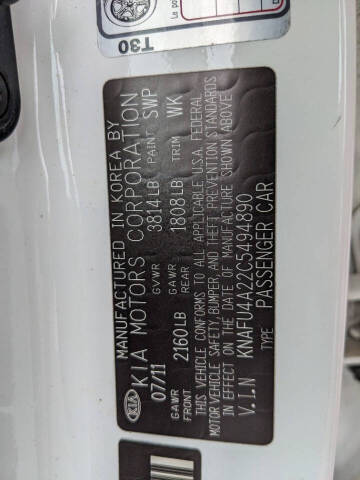 T30
MANUFACTURED IN KOREA BY
KIA KIA MOTORS CORPORATION
07/11 GVWR 3814LB PAINT SWP
GAWR FRONT 2160LB GAWR REAR 1808LB TRIM WK
THIS VEHICLE CONFORMS TO ALL APPLICABLE U.S.A. FEDERAL
MOTOR VEHICLE SAFETY, BUMPER, AND THEFT PREVENTION STANDARDS
IN EFFECT ON THE DATE OF MANUFACTURE SHOWN ABOVE
V.I.N KNAFU4A22C5494890
TYPE PASSENGER CAR